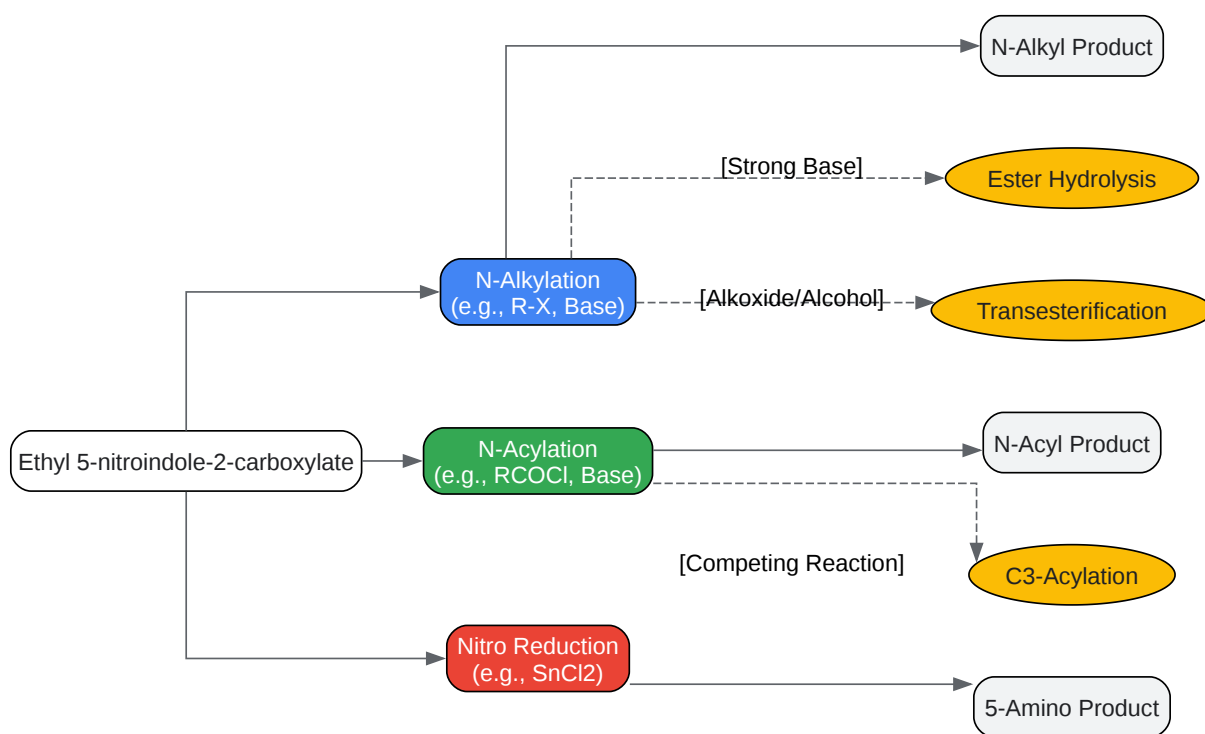 N-Alkyl Product
[Strong Base]
Ester Hydrolysis
N-Alkylation
(e.g., R-X, Base)
[Alkoxide/Alcohol]
Transesterification
Ethyl 5-nitroindole-2-carboxylate
N-Acylation
(e.g., RCOCl, Base)
N-Acyl Product
[Competing Reaction]
C3-Acylation
Nitro Reduction
(e.g., SnCl2)
5-Amino Product